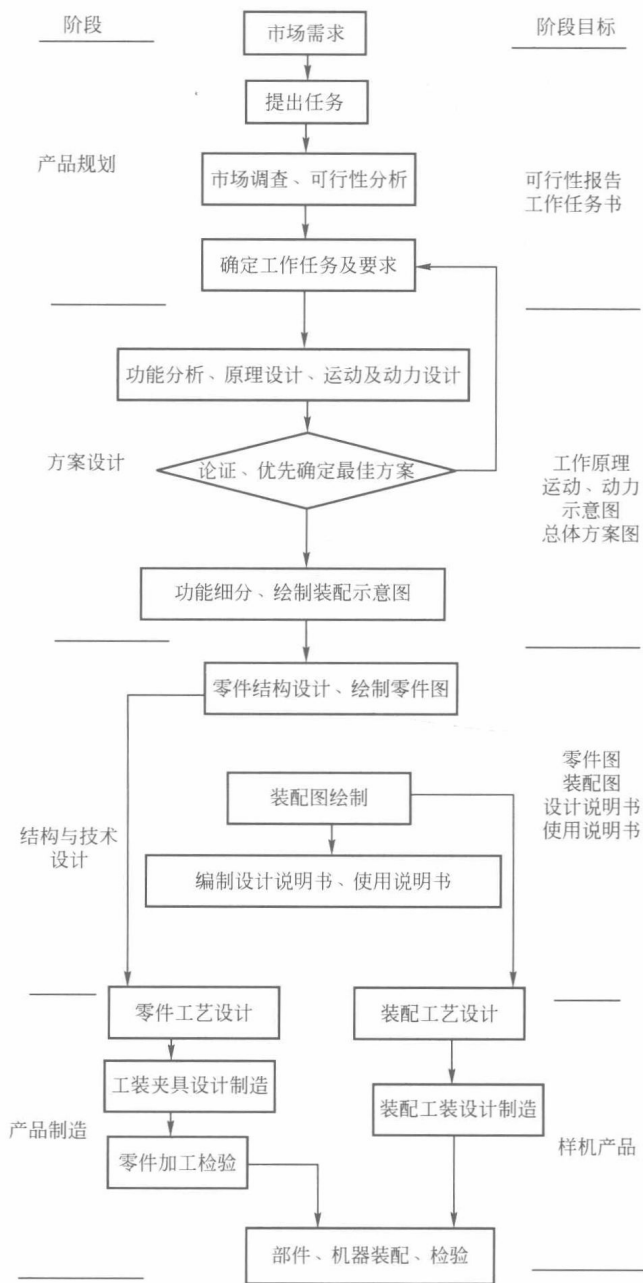 阶段
市场需求
阶段目标
提出任务
产品规划
市场调查、可行性分析
可行性报告
工作任务书
确定工作任务及要求
功能分析、原理设计、运动及动力设计
方案设计
论证、优先确定最佳方案
工作原理
运动、动力
示意图
总体方案图
功能细分、绘制装配示意图
零件结构设计、绘制零件图
零件图
装配图
设计说明书
使用说明书
装配图绘制
结构与技术
设计
编制设计说明书、使用说明书
零件工艺设计
装配工艺设计
工装夹具设计制造
装配工装设计制造
产品制造
零件加工检验
样机产品
部件、机器装配、检验